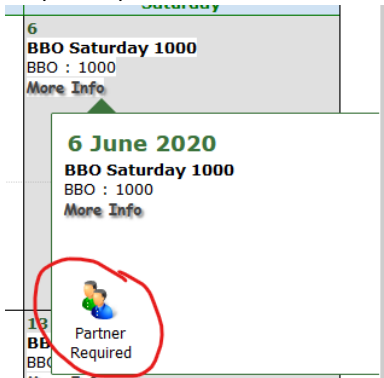 Saturday
6
BBO Saturday 1000
BBO : 1000
More Info
6 June 2020
BBO Saturday 1000
BBO : 1000
More Info
Partner
Required
13